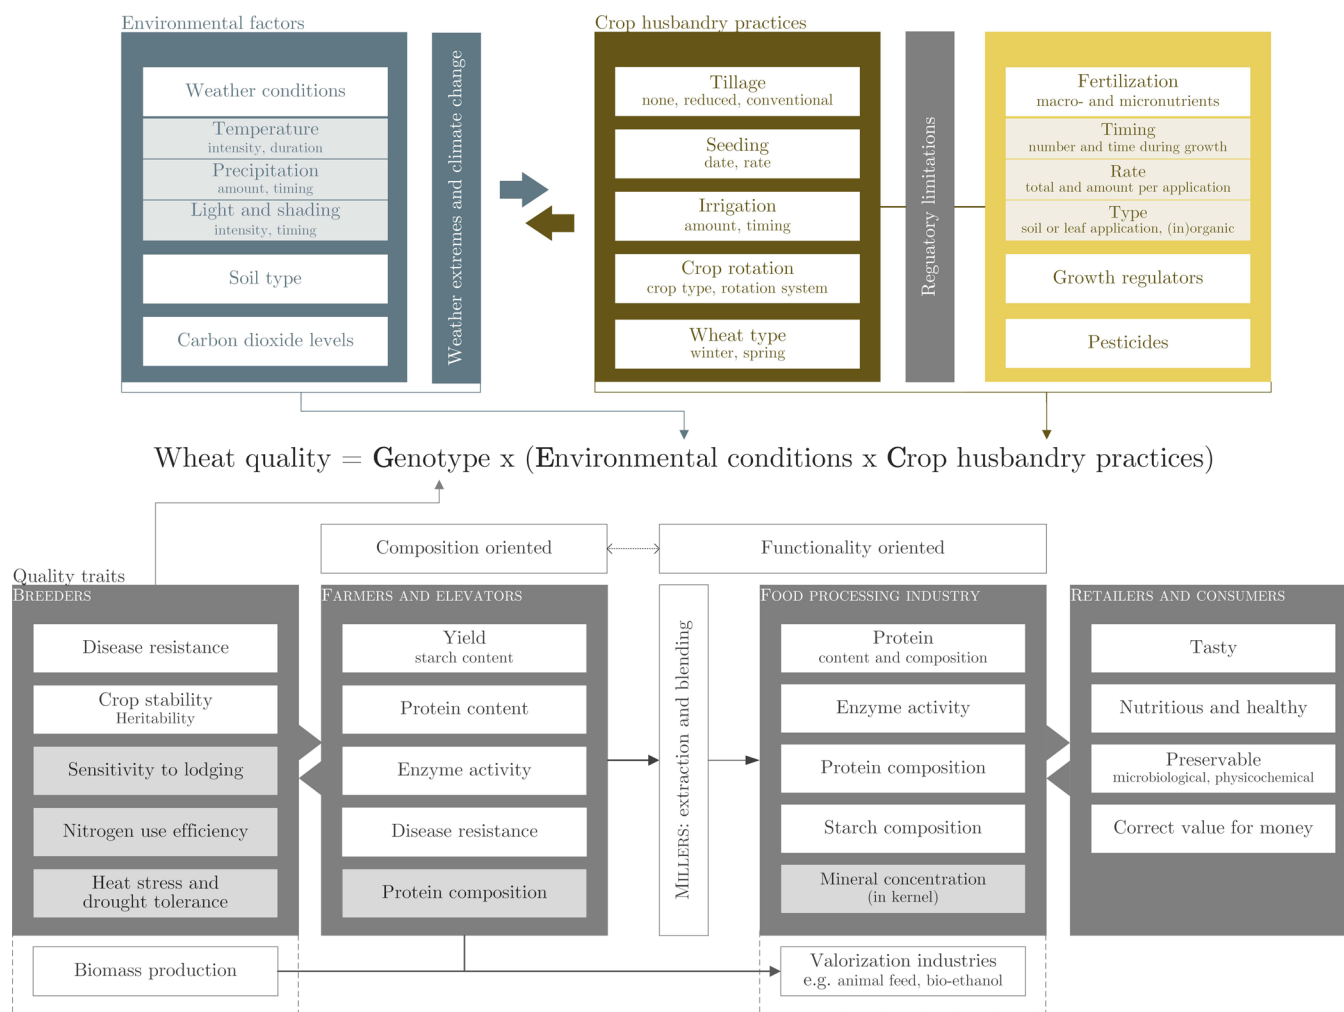 Environmental factors
Weather conditions
Temperature
intensity, duration
Precipitation
amount, timing
Light and shading
intensity, timing
Soil type
Carbon dioxide levels
Weather extremes and climate change
Crop husbandry practices
Tillage
none, reduced, conventional
Seeding
date, rate
Irrigation
amount, timing
Crop rotation
crop type, rotation system
Wheat type
winter, spring
Reguatory limitations
Fertilization
macro- and micronutrients
Timing
number and time during growth
Rate
total and amount per application
Type
soil or leaf application, (in)organic
Growth regulators
Pesticides
Wheat quality = Genotype x (Environmental conditions x Crop husbandry practices)
Composition oriented
Functionality oriented
Quality traits
BREEDERS
Disease resistance
Crop stability
Heritability
Sensitivity to lodging
Nitrogen use efficiency
Heat stress and
drought tolerance
Biomass production
FARMERS AND ELEVATORS
Yield
starch content
Protein content
Enzyme activity
Disease resistance
Protein composition
MILLERS: extraction and blending
FOOD PROCESSING INDUSTRY
Protein
content and composition
Enzyme activity
Protein composition
Starch composition
Mineral concentration
(in kernel)
Valorization industries
e.g. animal feed, bio-ethanol
RETAILERS AND CONSUMERS
Tasty
Nutritious and healthy
Preservable
microbiological, physicochemical
Correct value for money